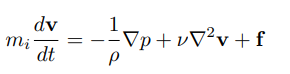 $m_i \frac{d\mathbf{v}}{dt} = -\frac{1}{\rho} \nabla p + \nu \nabla^2 \mathbf{v} + \mathbf{f}$